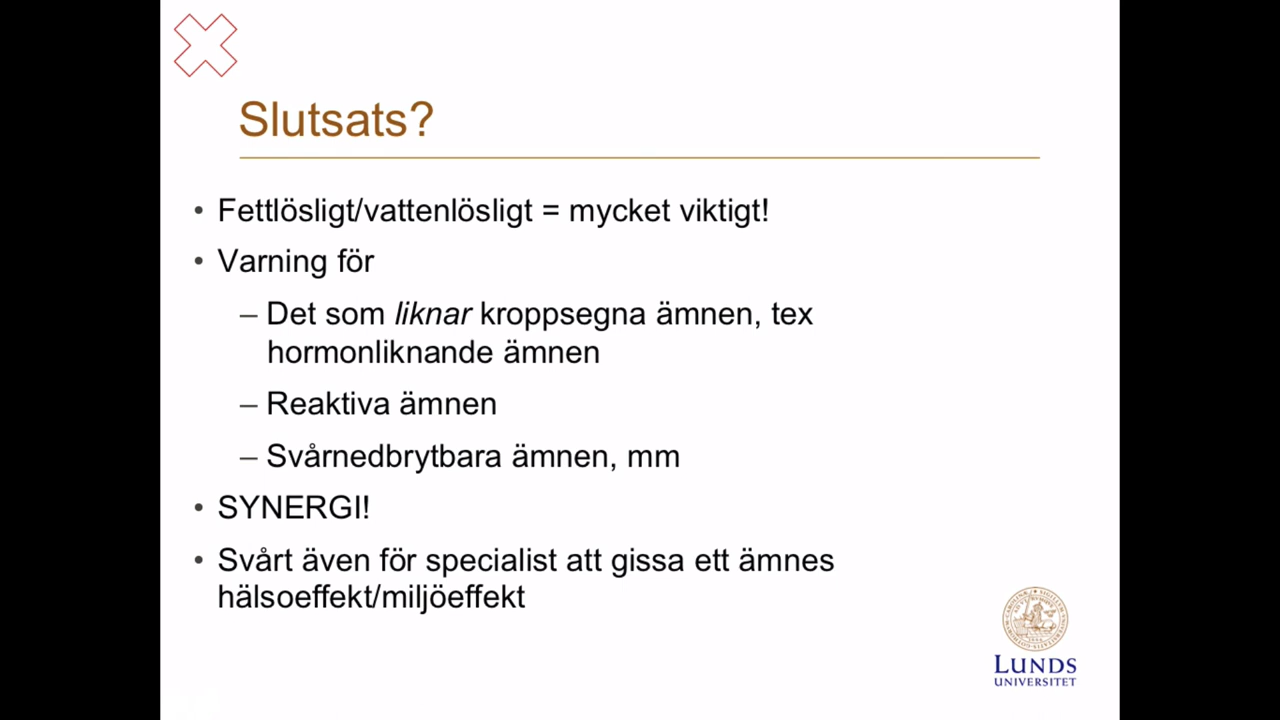 Slutsats?
• Fettlösligt/vattenlösligt = mycket viktigt!
• Varning för
– Det som liknar kroppsegna ämnen, tex
hormonliknande ämnen
– Reaktiva ämnen
– Svårnedbrytbara ämnen, mm
• SYNERGI!
• Svårt även för specialist att gissa ett ämnes
hälsoeffekt/miljöeffekt
LUNDS
UNIVERSITET